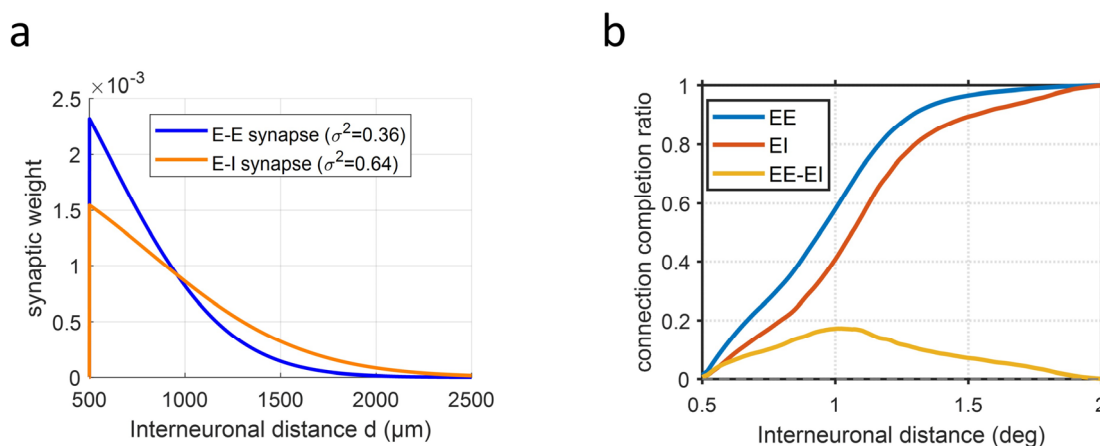 a
×10⁻³
2.5
2
1.5
1
0.5
0
synaptic weight
E-E synapse (σ²=0.36)
E-I synapse (σ²=0.64)
500
1000
1500
2000
2500
Interneuronal distance d (μm)
b
1
0.8
0.6
0.4
0.2
0
connection completion ratio
EE
EI
EE-EI
0.5
1
1.5
2
Interneuronal distance (deg)